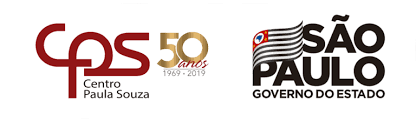 cps
Centro
Paula Souza
50
anos
1969 - 2019
SÃO
PAULO
GOVERNO DO ESTADO